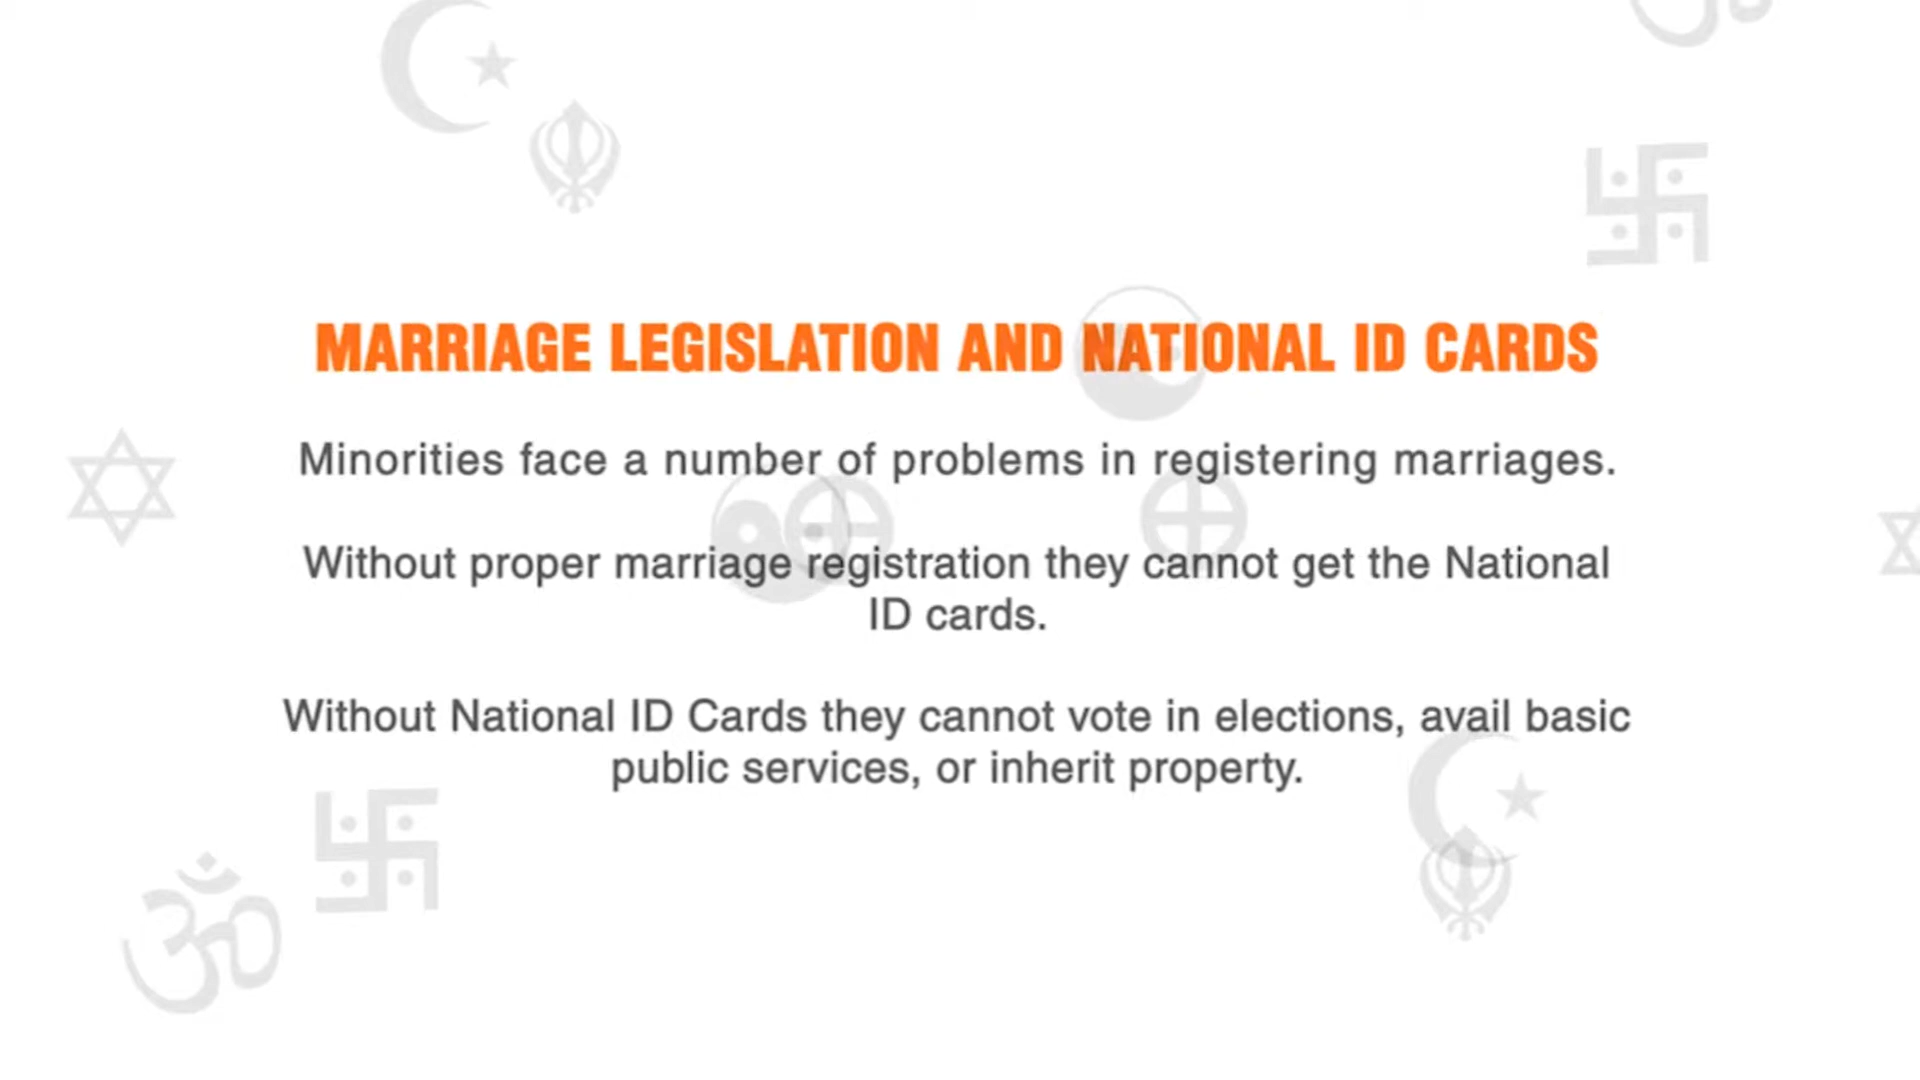 MARRIAGE LEGISLATION AND NATIONAL ID CARDS
Minorities face a number of problems in registering marriages.
Without proper marriage registration they cannot get the National
ID cards.
Without National ID Cards they cannot vote in elections, avail basic
public services, or inherit property.